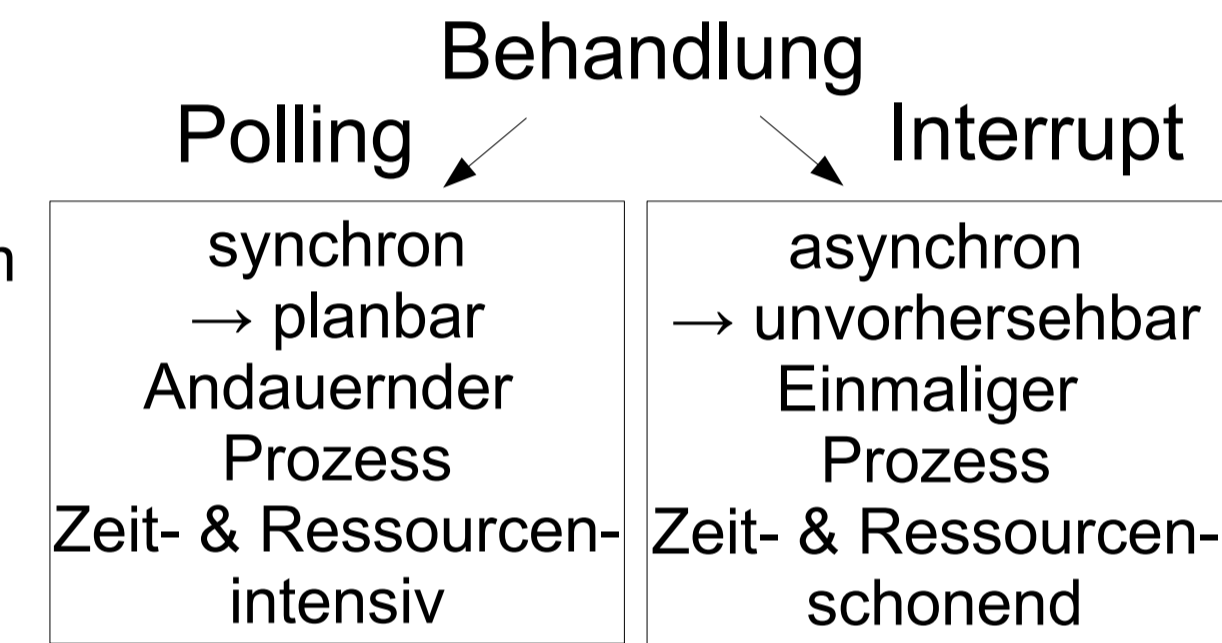 Behandlung
Polling
Interrupt
n
synchron
→ planbar
Andauernder
Prozess
Zeit- & Ressourcen-
intensiv
asynchron
→ unvorhersehbar
Einmaliger
Prozess
Zeit- & Ressourcen-
schonend